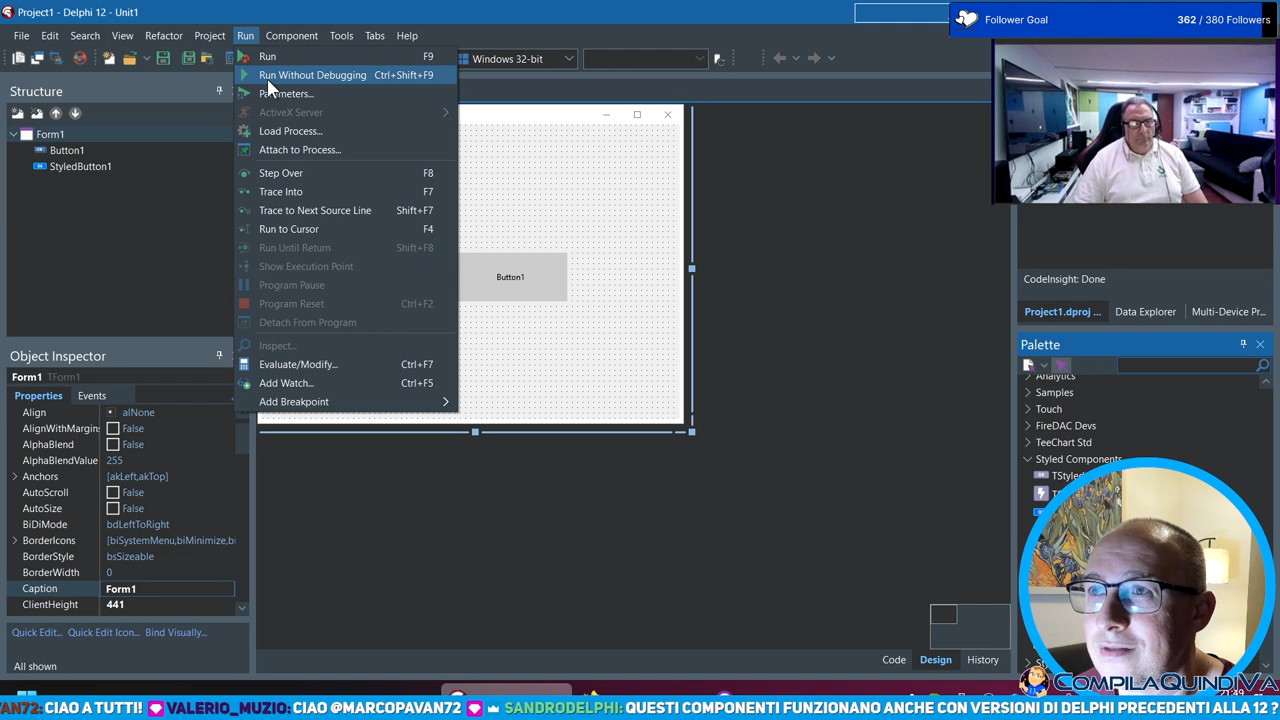 Project1 - Delphi 12 - Unit1
Follower Goal
362 / 380 Followers
File
Edit
Search
View
Refactor
Project
Run
Component
Tools
Tabs
Help
Windows 32-bit
Run F9
Run Without Debugging Ctrl+Shift+F9
Parameters...
ActiveX Server
Load Process...
Attach to Process...
Step Over F8
Trace Into F7
Trace to Next Source Line Shift+F7
Run to Cursor F4
Run Until Return Shift+F8
Show Execution Point
Program Pause
Program Reset Ctrl+F2
Detach From Program
Inspect...
Evaluate/Modify... Ctrl+F7
Add Watch... Ctrl+F5
Add Breakpoint
Structure
Form1
Button1
StyledButton1
Button1
Object Inspector
Form1 TForm1
Properties
Events
Align alNone
AlignWithMargins False
AlphaBlend False
AlphaBlendValue 255
Anchors [akLeft,akTop]
AutoScroll False
AutoSize False
BiDiMode bdLeftToRight
BorderIcons [biSystemMenu,biMinimize,bi
BorderStyle bsSizeable
BorderWidth 0
Caption Form1
ClientHeight 441
Quick Edit... Quick Edit Icon... Bind Visually...
All shown
CodeInsight: Done
Project1.dproj ...
Data Explorer
Multi-Device Pr...
Palette
Analytics
Samples
Touch
FireDAC Devs
TeeChart Std
Styled Components
Code
Design
History
COMPILAQUINDIVA
VAN72: CIAO A TUTTI! VALERIO_MUZIO: CIAO @MARCOPAVAN72 SANDRODELPHI: QUESTI COMPONENTI FUNZIONANO ANCHE CON VERSIONI DI DELPHI PRECEDENTI ALLA 12 ?